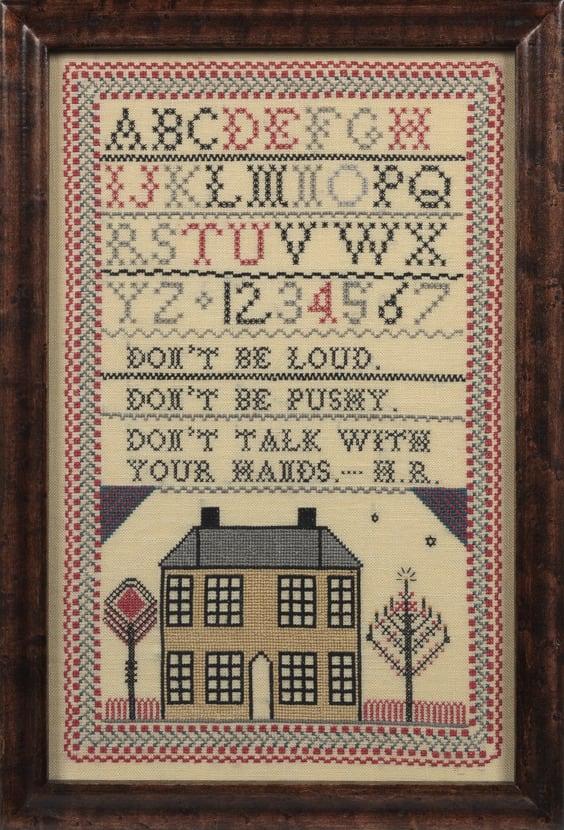 ABCDEFGH
IJKLMNOPQ
RSTUVWX
YZ 1234567
DON'T BE LOUD.
DON'T BE PUSHY.
DON'T TALK WITH
YOUR HANDS.---- H.R.